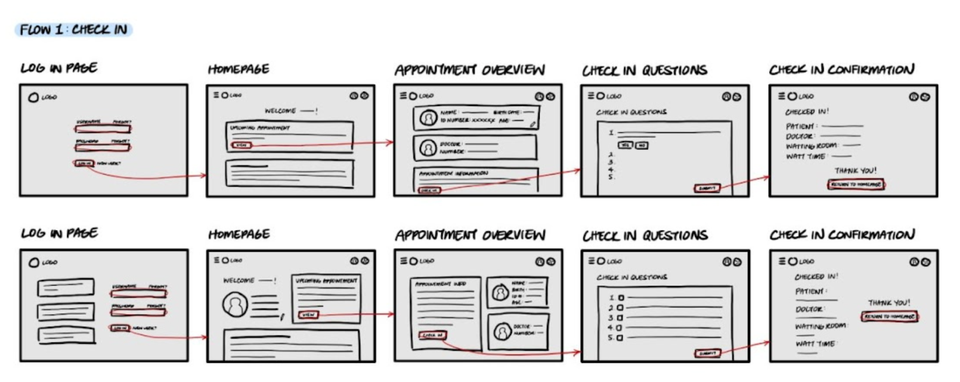 FLOW 1: CHECK IN
LOG IN PAGE
LOGO
USERNAME FORGOT?
PASSWORD FORGOT?
LOG IN NEW HERE?
HOMEPAGE
LOGO
WELCOME —!
UPCOMING APPOINTMENT
VIEW
APPOINTMENT OVERVIEW
LOGO
NAME: BIRTHDATE:
ID NUMBER: XXXXXX AGE:
DOCTOR:
NUMBER:
APPOINTMENT INFORMATION
CHECK IN
CHECK IN QUESTIONS
LOGO
CHECK IN QUESTIONS
1.
YES NO
2.
3.
4.
5.
SUBMIT
CHECK IN CONFIRMATION
LOGO
CHECKED IN!
PATIENT:
DOCTOR:
WAITING ROOM:
WAIT TIME:
THANK YOU!
RETURN TO HOMEPAGE
LOG IN PAGE
LOGO
USERNAME FORGOT?
PASSWORD FORGOT?
LOG IN NEW HERE?
HOMEPAGE
LOGO
WELCOME —!
UPCOMING APPOINTMENT
VIEW
APPOINTMENT OVERVIEW
LOGO
APPOINTMENT INFO
CHECK IN
NAME:
BIRTH:
ID #:
AGE:
DOCTOR:
NUMBER:
CHECK IN QUESTIONS
LOGO
CHECK IN QUESTIONS
1.
2.
3.
4.
5.
SUBMIT
CHECK IN CONFIRMATION
LOGO
CHECKED IN!
PATIENT:
DOCTOR:
WAITING ROOM:
WAIT TIME:
THANK YOU!
RETURN TO HOMEPAGE